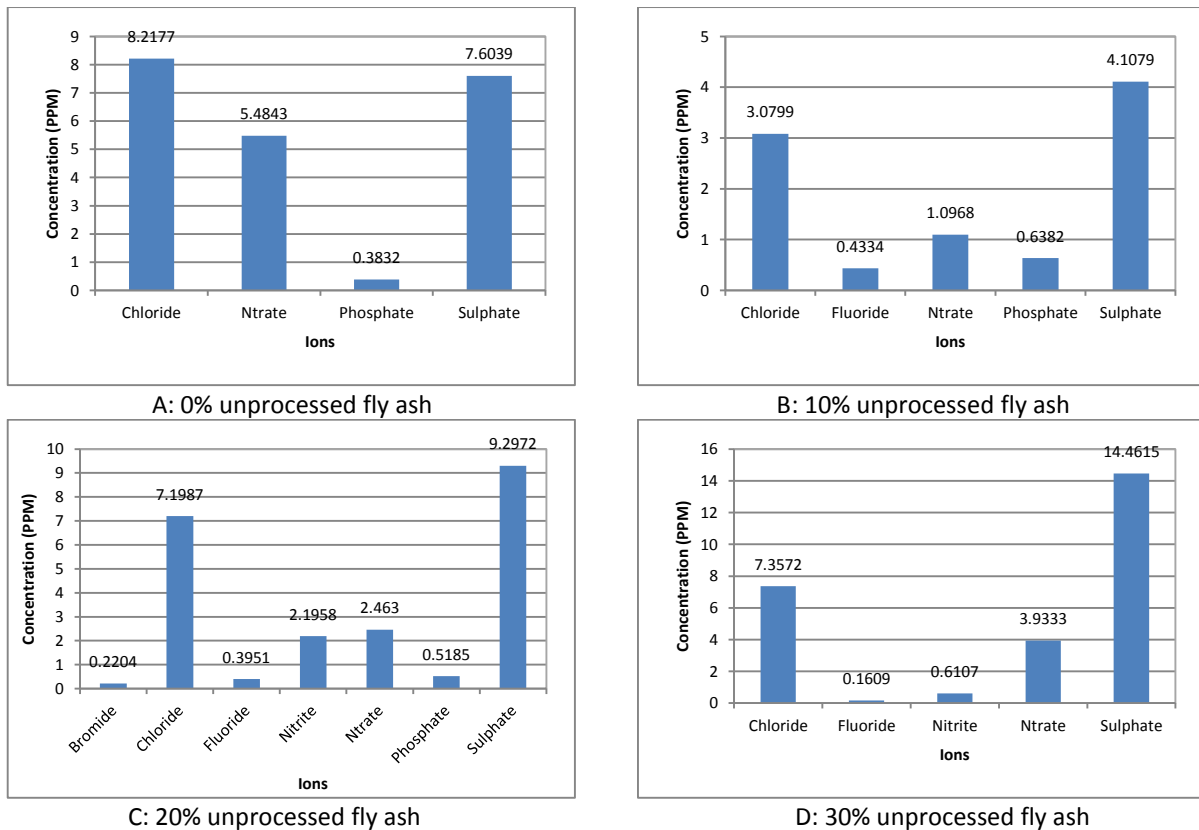 9
8
7
6
5
4
3
2
1
0
Concentration (PPM)
8.2177
5.4843
0.3832
7.6039
Chloride Ntrate Phosphate Sulphate
Ions
A: 0% unprocessed fly ash
5
4
3
2
1
0
Concentration (PPM)
3.0799
0.4334
1.0968
0.6382
4.1079
Chloride Fluoride Ntrate Phosphate Sulphate
Ions
B: 10% unprocessed fly ash
10
9
8
7
6
5
4
3
2
1
0
Concentration (PPM)
0.2204
7.1987
0.3951
2.1958
2.463
0.5185
9.2972
Bromide
Chloride
Fluoride
Nitrite
Ntrate
Phosphate
Sulphate
Ions
C: 20% unprocessed fly ash
16
14
12
10
8
6
4
2
0
Concentration (PPM)
7.3572
0.1609
0.6107
3.9333
14.4615
Chloride Fluoride Nitrite Ntrate Sulphate
Ions
D: 30% unprocessed fly ash